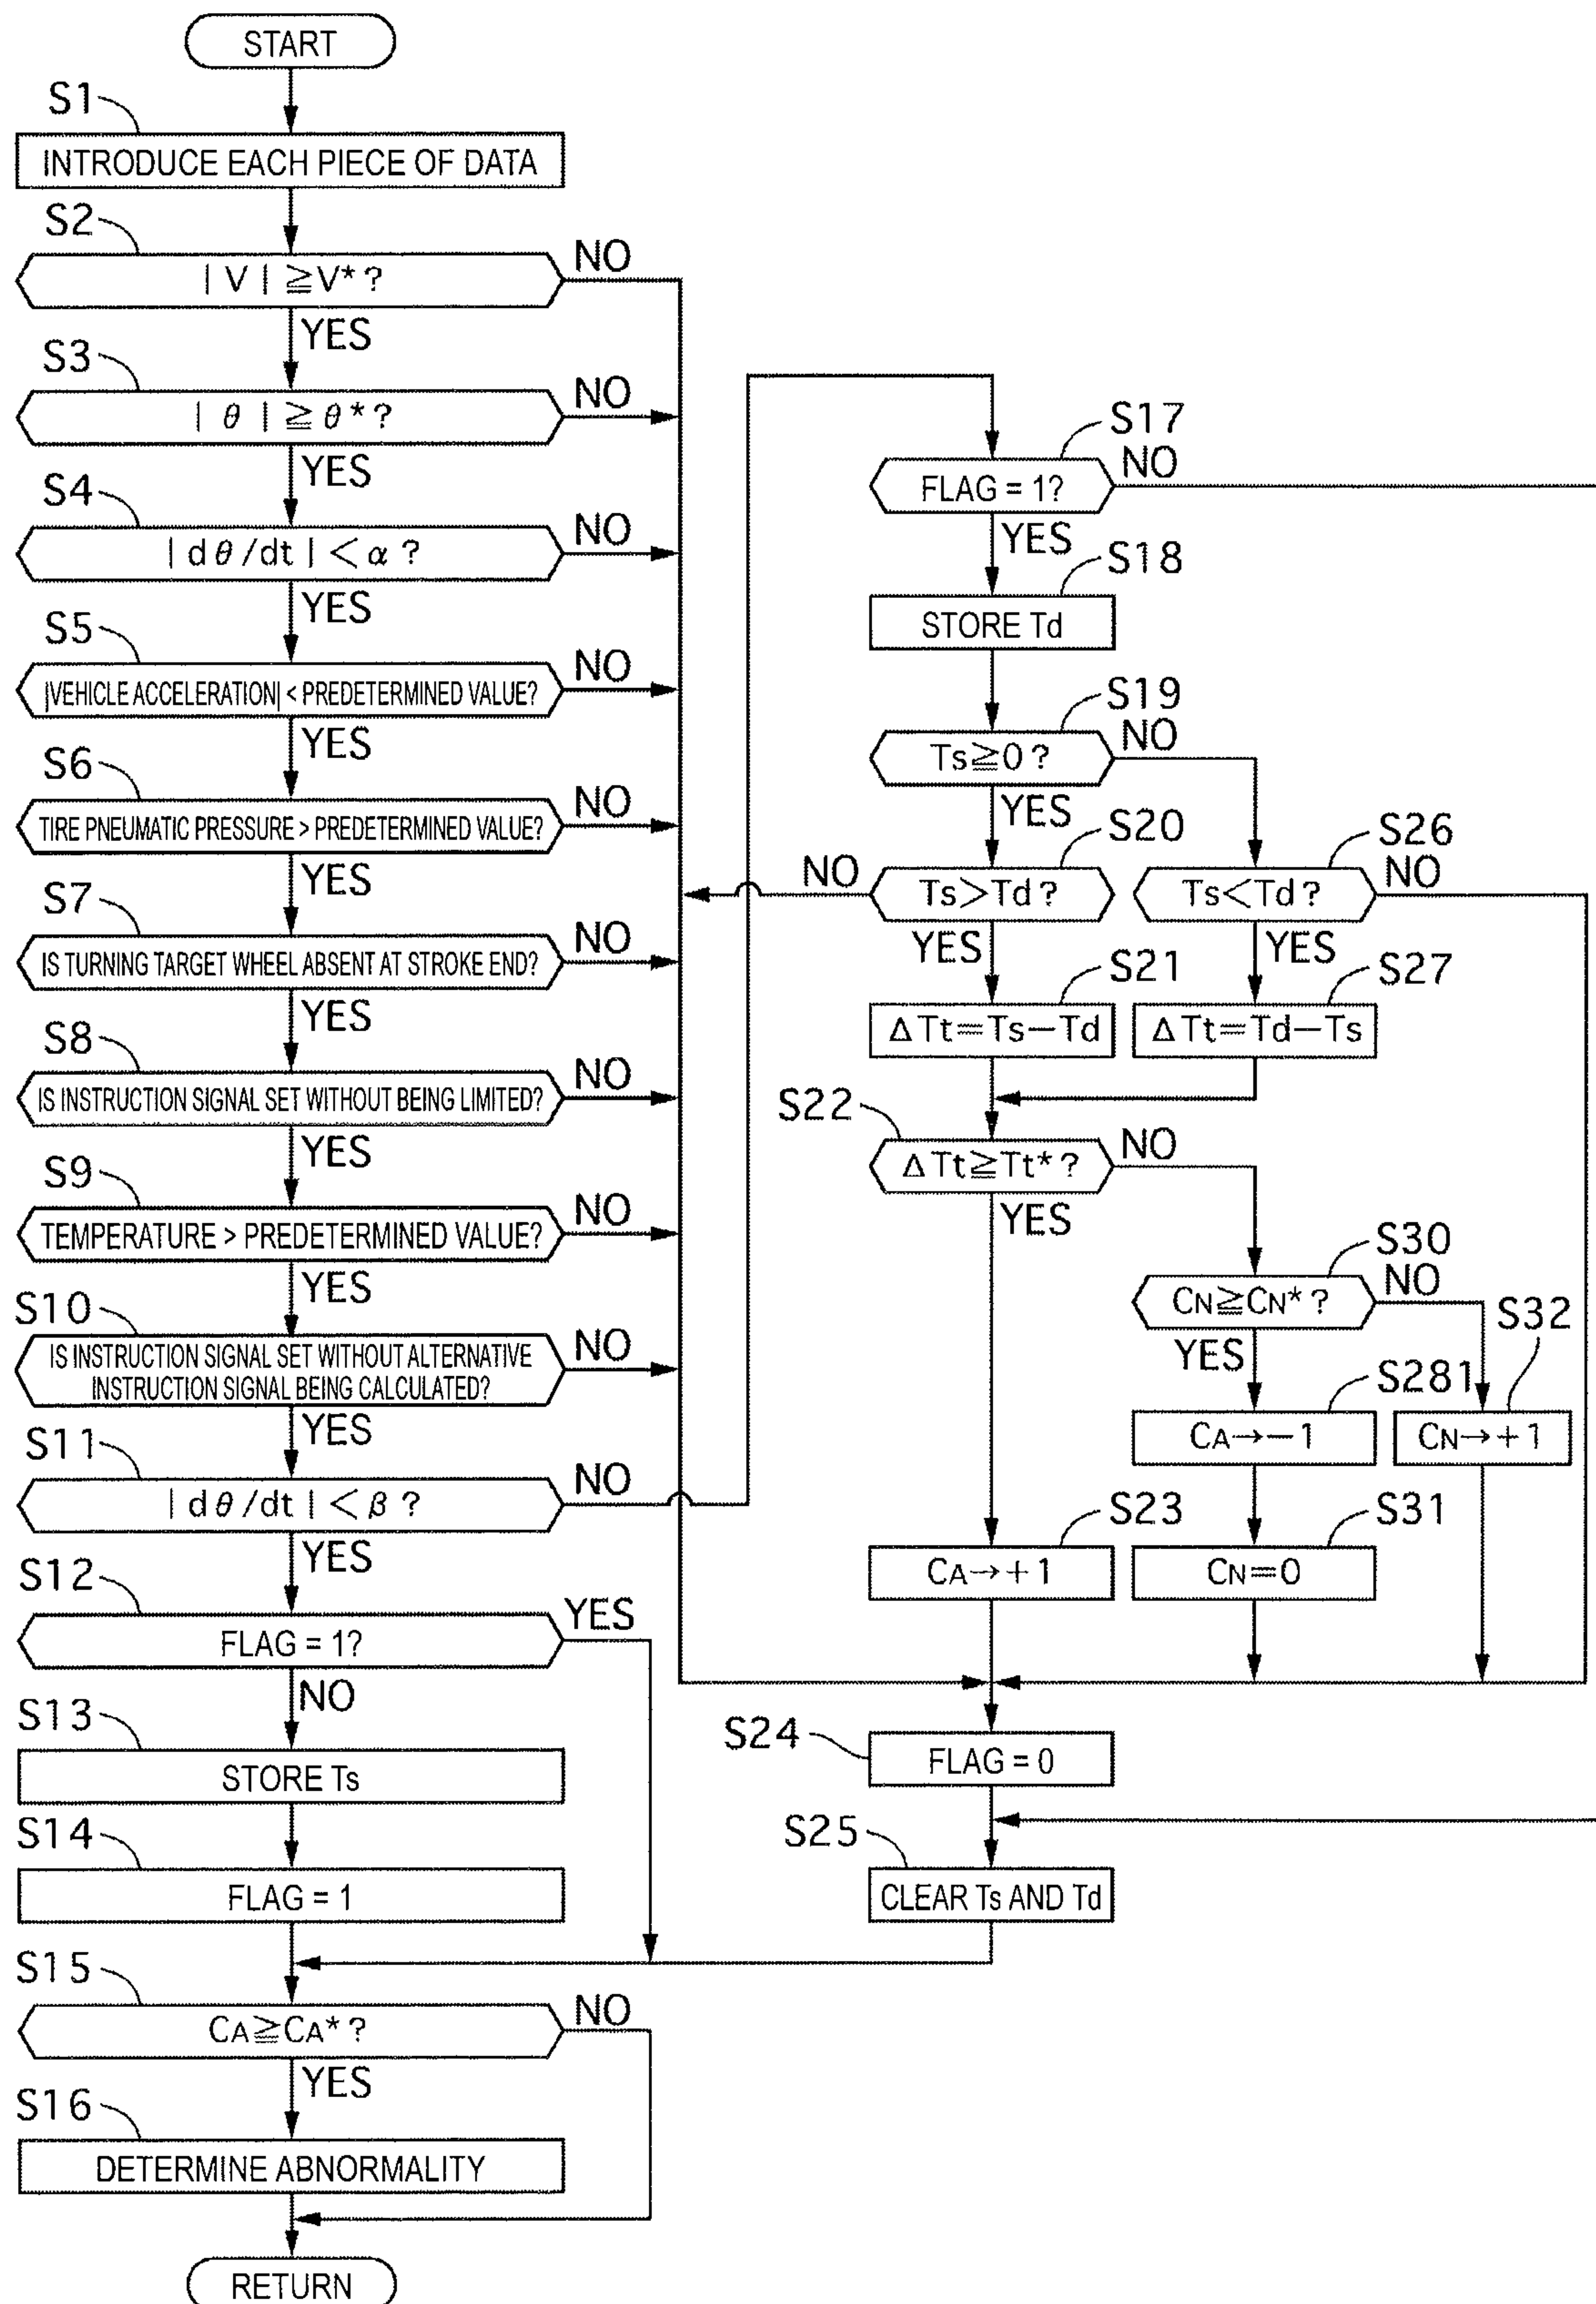 START
S1
INTRODUCE EACH PIECE OF DATA
S2
| V | ≧V*?
NO
YES
S3
| θ | ≧ θ*?
NO
YES
S4
| dθ/dt | < α ?
NO
YES
S5
|VEHICLE ACCELERATION| < PREDETERMINED VALUE?
NO
YES
S6
TIRE PNEUMATIC PRESSURE > PREDETERMINED VALUE?
NO
YES
S7
IS TURNING TARGET WHEEL ABSENT AT STROKE END?
NO
YES
S8
IS INSTRUCTION SIGNAL SET WITHOUT BEING LIMITED?
NO
YES
S9
TEMPERATURE > PREDETERMINED VALUE?
NO
YES
S10
IS INSTRUCTION SIGNAL SET WITHOUT ALTERNATIVE
INSTRUCTION SIGNAL BEING CALCULATED?
NO
YES
S11
| dθ/dt | < β ?
NO
YES
S12
FLAG = 1?
YES
NO
S13
STORE Ts
S14
FLAG = 1
S15
CA≧CA*?
NO
YES
S16
DETERMINE ABNORMALITY
RETURN
S17
FLAG = 1?
NO
YES
S18
STORE Td
S19
Ts≧0?
NO
YES
S20
Ts>Td?
NO
YES
S21
ΔTt=Ts−Td
S26
Ts<Td?
NO
YES
S27
ΔTt=Td−Ts
S22
ΔTt≧Tt*?
NO
YES
S30
CN≧CN*?
NO
YES
S281
CA→−1
S32
CN→+1
S23
CA→+1
S31
CN=0
S24
FLAG = 0
S25
CLEAR Ts AND Td